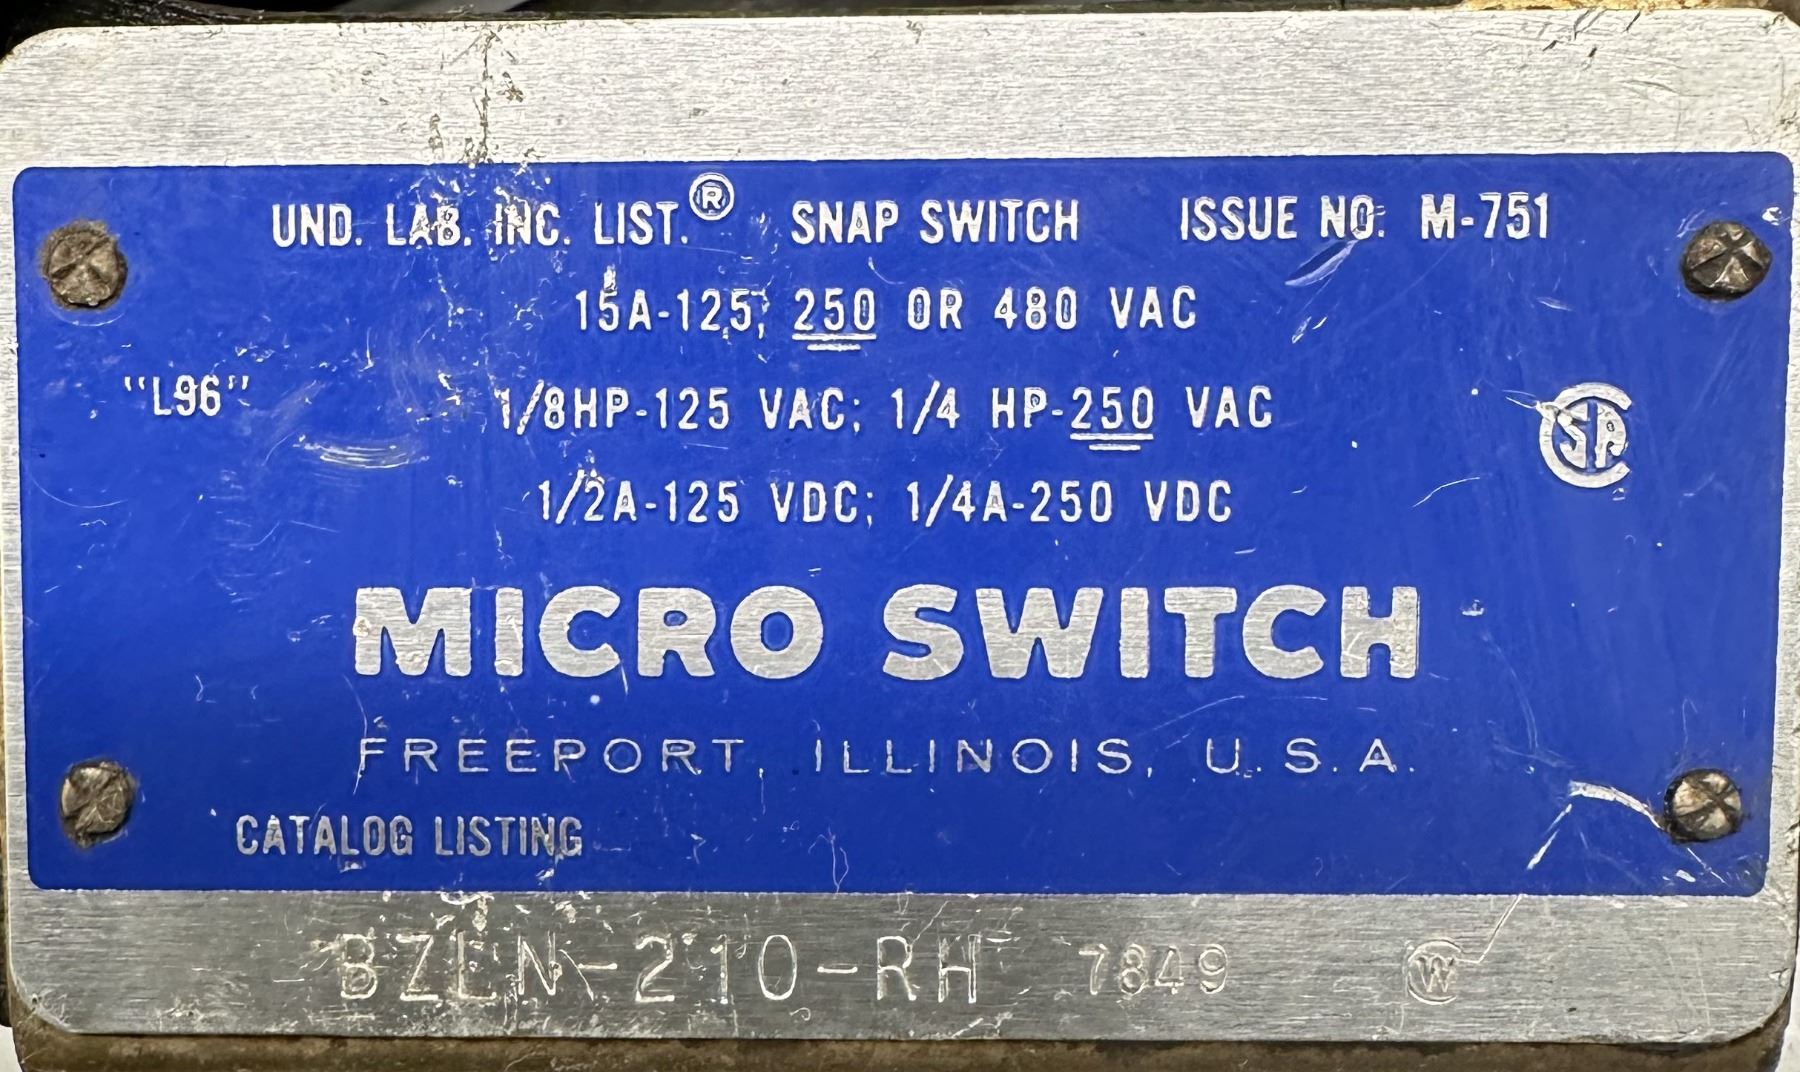 UND. LAB. INC. LIST.® SNAP SWITCH ISSUE NO. M-751
15A-125, 250 OR 480 VAC
"L96"
1/8HP-125 VAC; 1/4 HP-250 VAC
CSA
1/2A-125 VDC; 1/4A-250 VDC
MICRO SWITCH
FREEPORT, ILLINOIS, U.S.A.
CATALOG LISTING
BZLN-210-RH 7849 W